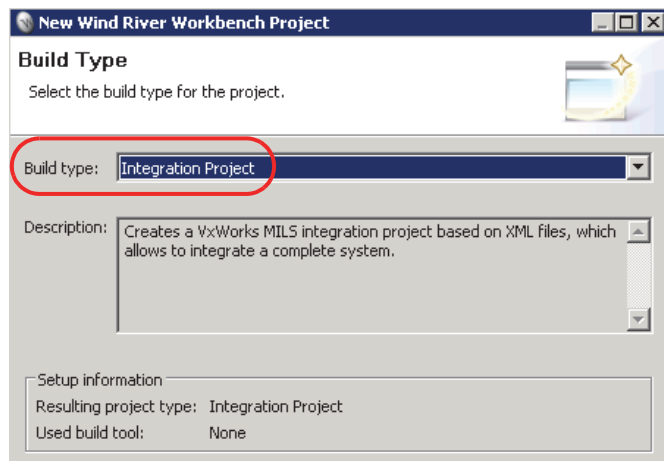 New Wind River Workbench Project
Build Type
Select the build type for the project.
Build type: Integration Project
Description: Creates a VxWorks MILS integration project based on XML files, which
allows to integrate a complete system.
Setup information
Resulting project type: Integration Project
Used build tool: None